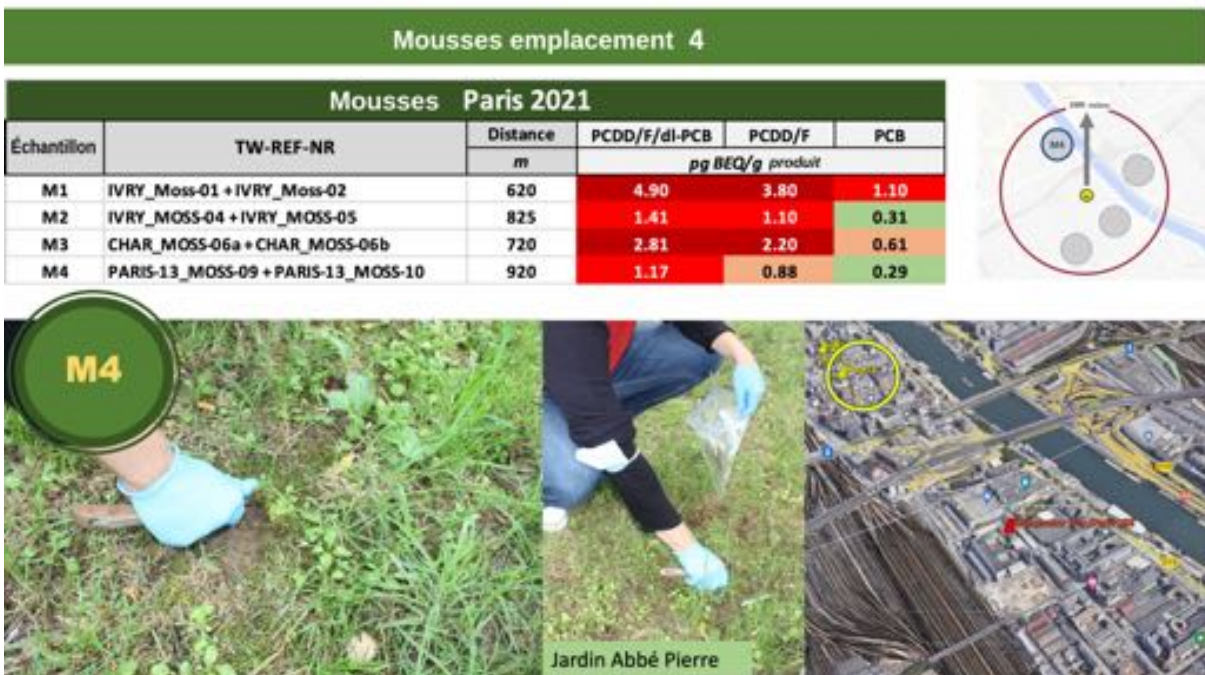 Mousses emplacement 4
Mousses Paris 2021
Échantillon TW-REF-NR Distance PCDD/F/dl-PCB PCDD/F PCB
m pg BEQ/g produit
M1 IVRY_Moss-01 + IVRY_Moss-02 620 4.90 3.80 1.10
M2 IVRY_MOSS-04 + IVRY_MOSS-05 825 1.41 1.10 0.31
M3 CHAR_MOSS-06a + CHAR_MOSS-06b 720 2.81 2.20 0.61
M4 PARIS-13_MOSS-09 + PARIS-13_MOSS-10 920 1.17 0.88 0.29
M4
M4
Jardin Abbé Pierre